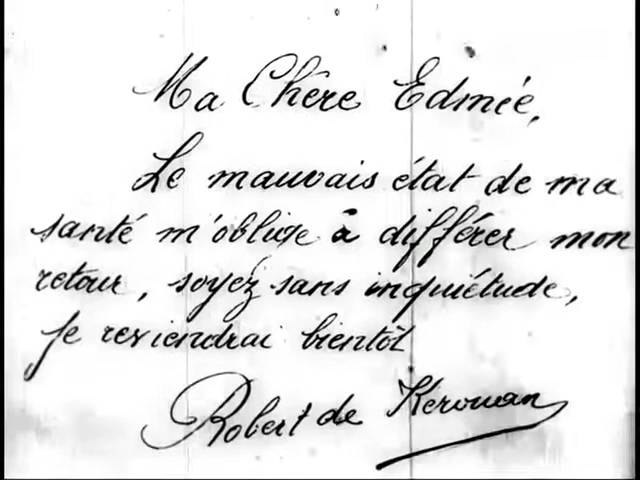 Ma Chère Edmée,
Le mauvais état de ma
santé m'oblige à différer mon
retour, soyez sans inquiétude,
Je reviendrai bientôt
Robert de Kérouan